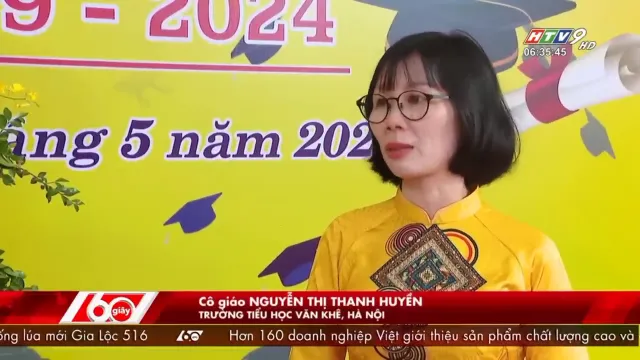 9 - 2024
HTV9 HD
06:35:45
áng 5 năm 202
Cô giáo NGUYỄN THỊ THANH HUYỀN
TRƯỜNG TIỂU HỌC VĂN KHÊ, HÀ NỘI
60 giây
ống lúa mới Gia Lộc 516 60 Hơn 160 doanh nghiệp Việt giới thiệu sản phẩm chất lượng cao và